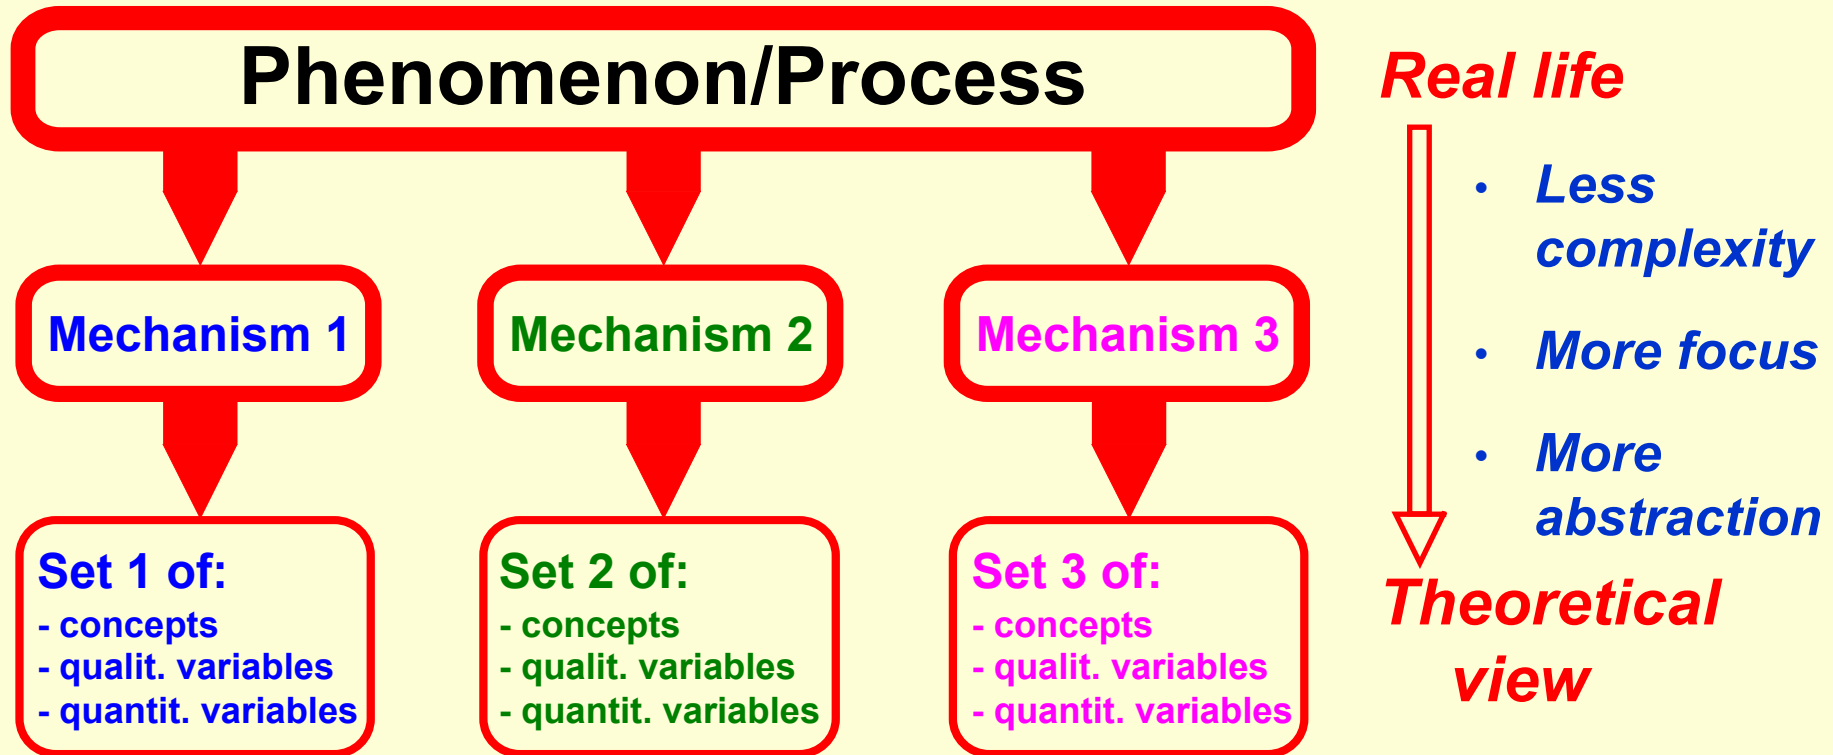 Phenomenon/Process
Mechanism 1
Mechanism 2
Mechanism 3
Set 1 of:
- concepts
- qualit. variables
- quantit. variables
Set 2 of:
- concepts
- qualit. variables
- quantit. variables
Set 3 of:
- concepts
- qualit. variables
- quantit. variables
Real life
• Less
complexity
• More focus
• More
abstraction
Theoretical
view